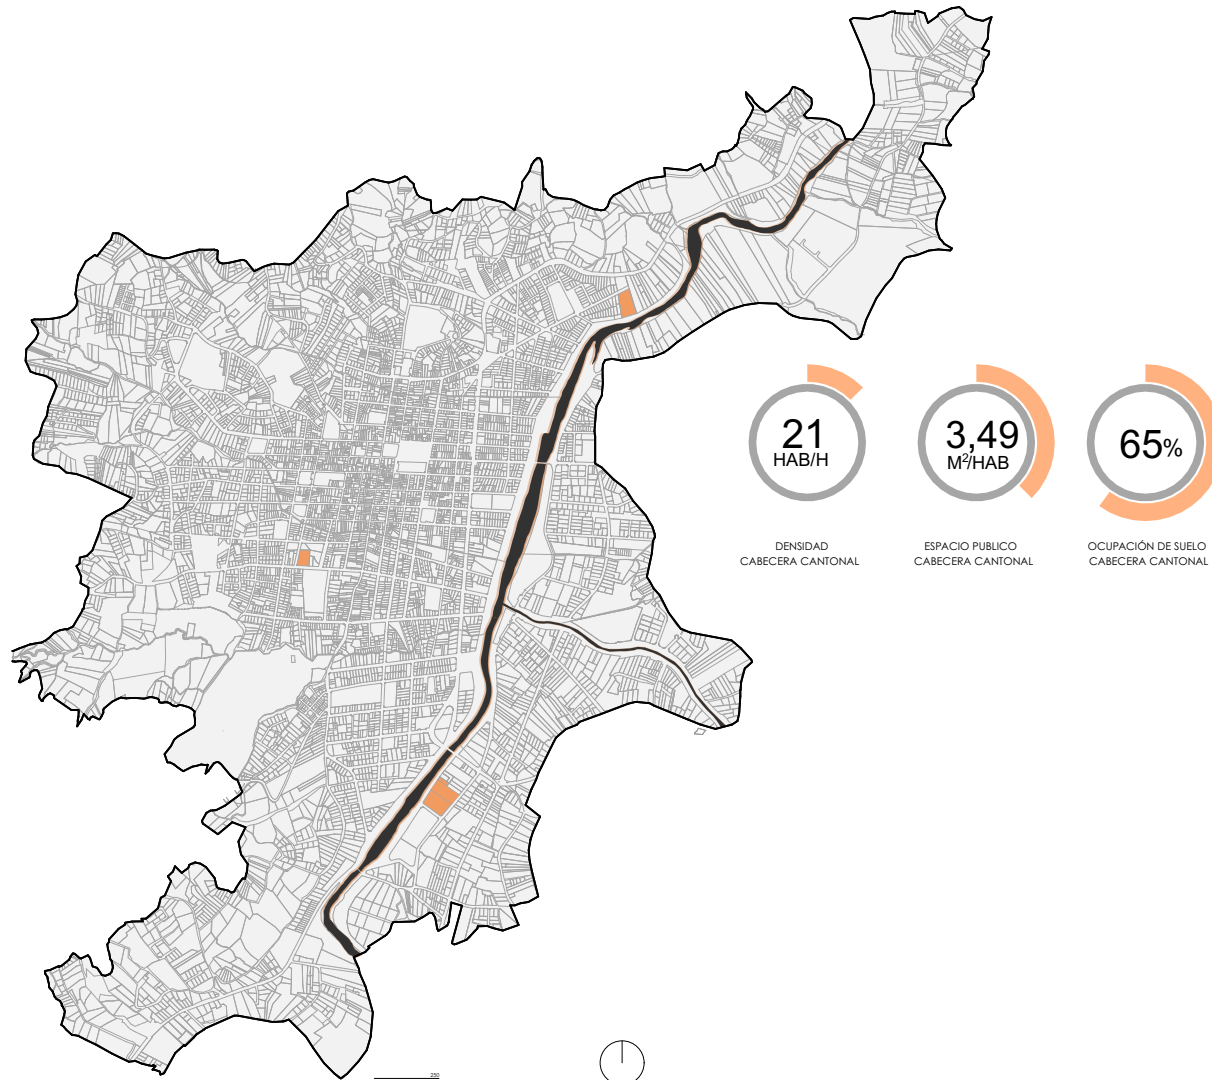 21
HAB/H
3,49
M²/HAB
65%
DENSIDAD
CABECERA CANTONAL
ESPACIO PUBLICO
CABECERA CANTONAL
OCUPACIÓN DE SUELO
CABECERA CANTONAL
250